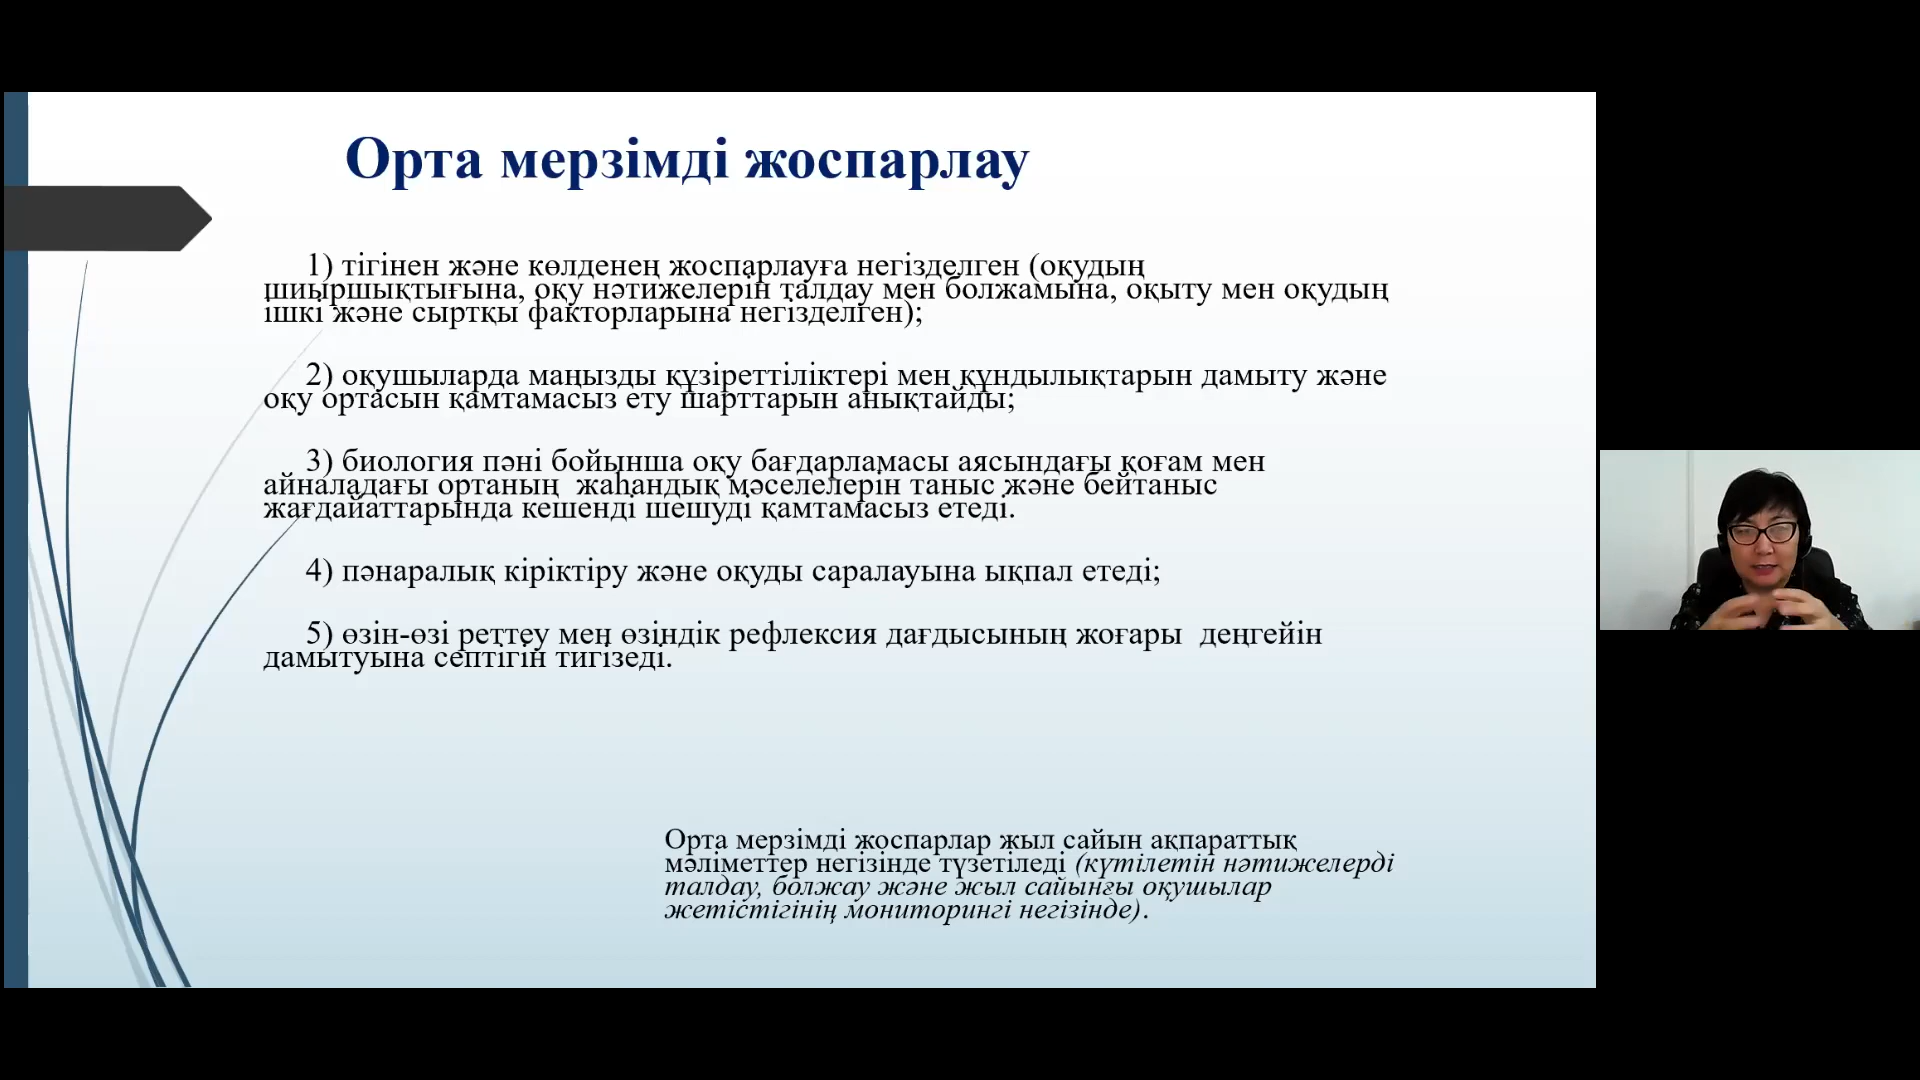 Орта мерзімді жоспарлау
1) тігінен және көлденең жоспарлауға негізделген (оқудың
шиыршықтығына, оқу нәтижелерін талдау мен болжамына, оқыту мен оқудың
ішкі және сыртқы факторларына негізделген);
2) оқушыларда маңызды құзіреттіліктері мен құндылықтарын дамыту және
оқу ортасын қамтамасыз ету шарттарын анықтайды;
3) биология пәні бойынша оқу бағдарламасы аясындағы қоғам мен
айналадағы ортаның жаһандық мәселелерін таныс және бейтаныс
жағдайаттарында кешенді шешуді қамтамасыз етеді.
4) пәнаралық кіріктіру және оқуды саралауына ықпал етеді;
5) өзін-өзі реттеу мен өзіндік рефлексия дағдысының жоғары деңгейін
дамытуына септігін тигізеді.
Орта мерзімді жоспарлар жыл сайын ақпараттық
мәліметтер негізінде түзетіледі (күтілетін нәтижелерді
талдау, болжау және жыл сайынғы оқушылар
жетістігінің мониторингі негізінде).